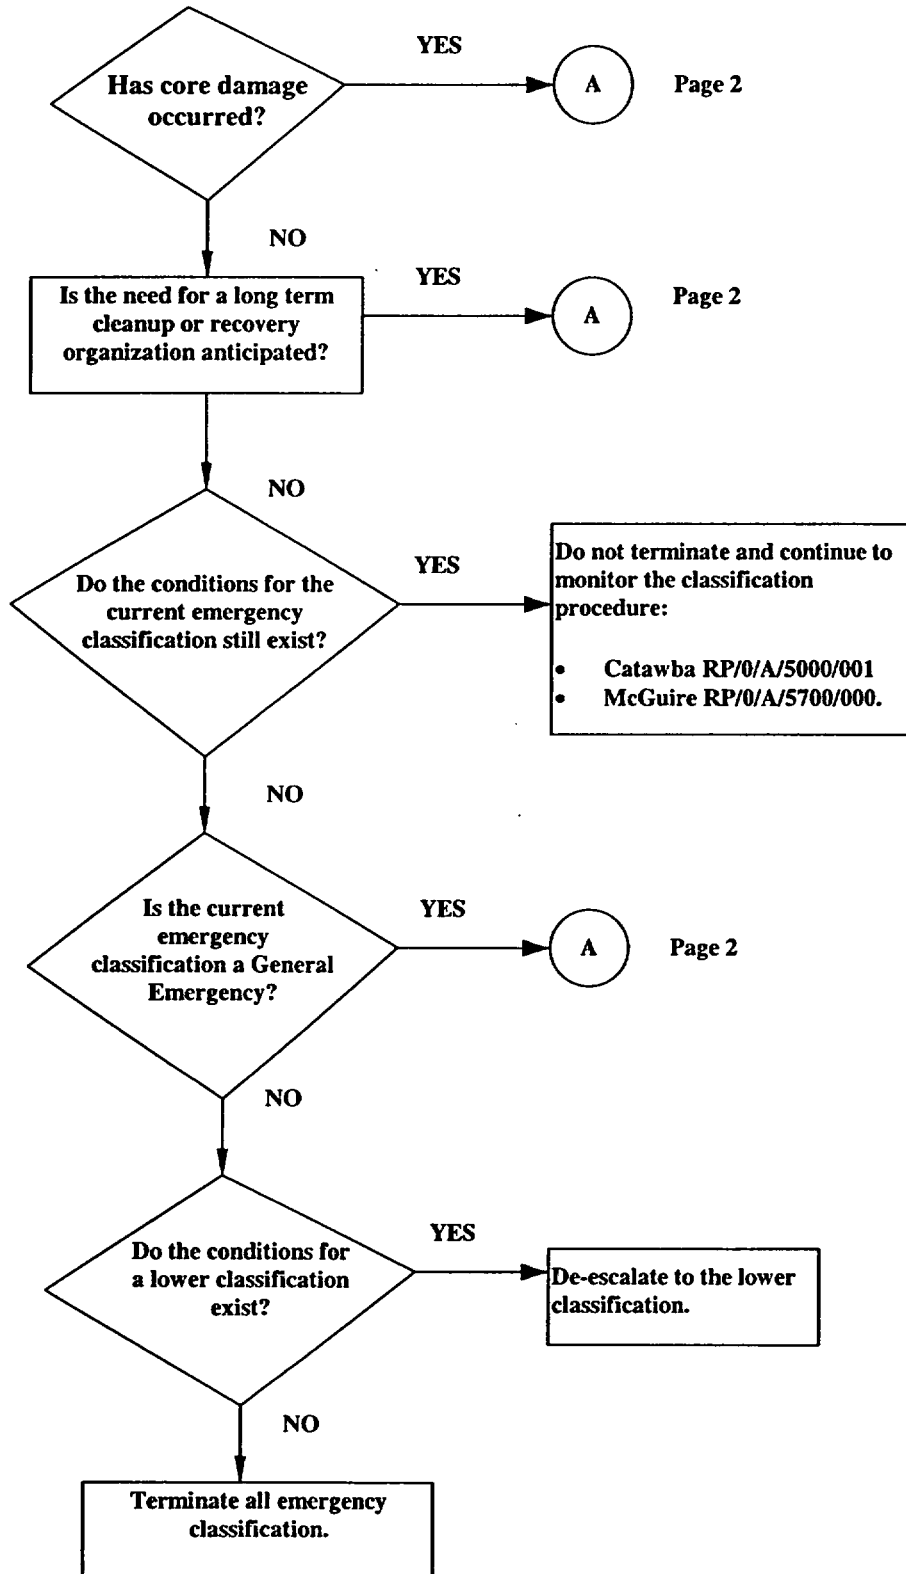 YES
Has core damage
occurred?
A
Page 2
NO
YES
Is the need for a long term
cleanup or recovery
organization anticipated?
A
Page 2
NO
YES
Do the conditions for the
current emergency
classification still exist?
Do not terminate and continue to
monitor the classification
procedure:
• Catawba RP/0/A/5000/001
• McGuire RP/0/A/5700/000.
NO
YES
Is the current
emergency
classification a General
Emergency?
A
Page 2
NO
YES
Do the conditions for
a lower classification
exist?
De-escalate to the lower
classification.
NO
Terminate all emergency
classification.